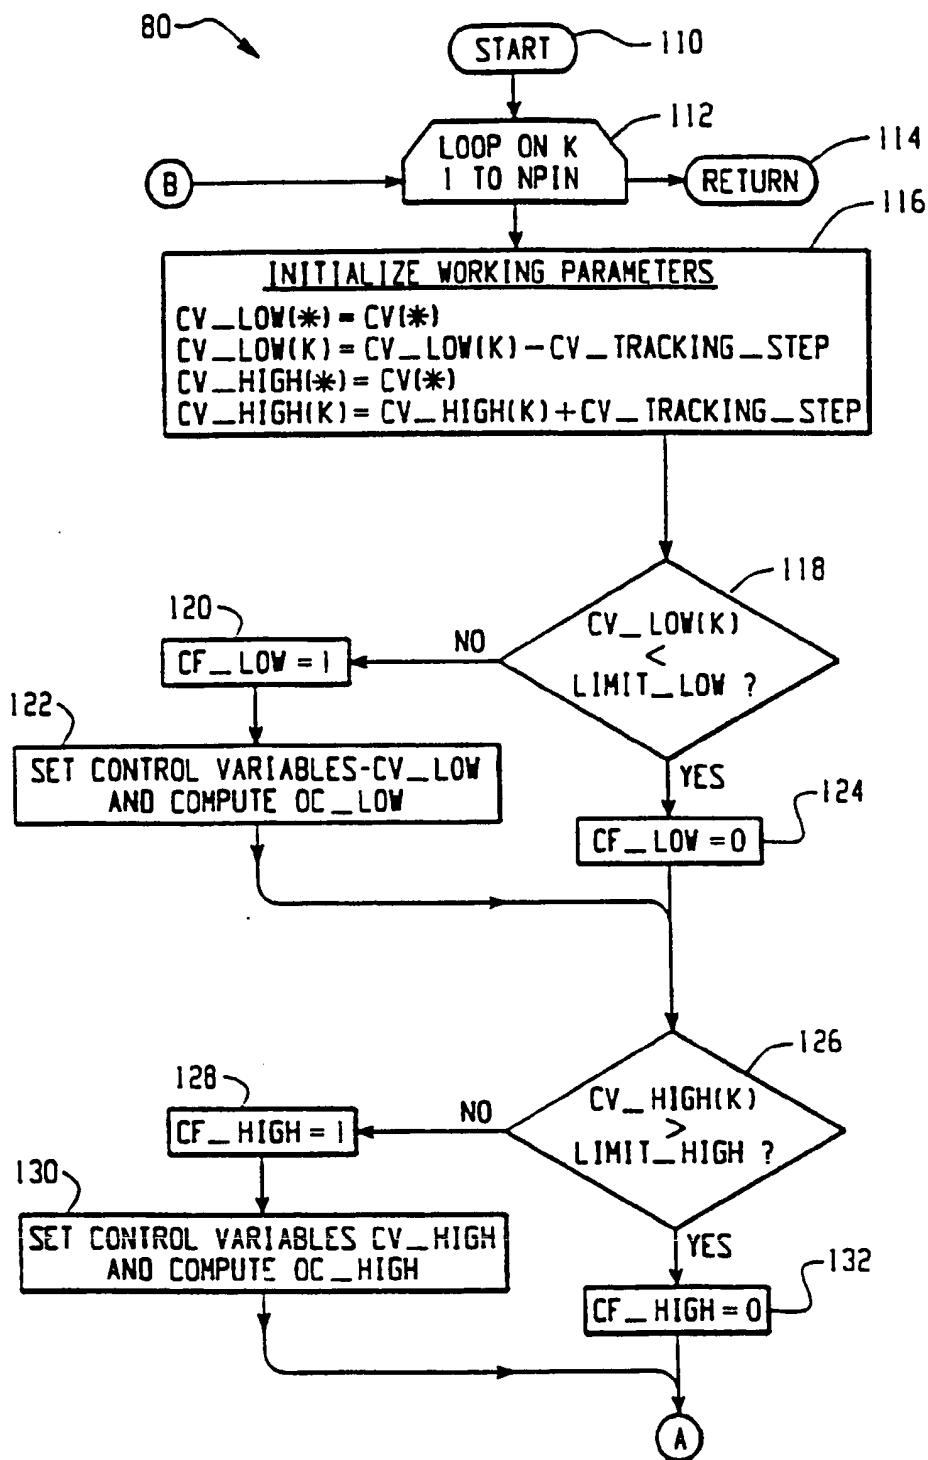 80
START
110
112
LOOP ON K
1 TO NPIN
B
RETURN
114
116
INITIALIZE WORKING PARAMETERS
CV_LOW(*) = CV(*)
CV_LOW(K) = CV_LOW(K) - CV_TRACKING_STEP
CV_HIGH(*) = CV(*)
CV_HIGH(K) = CV_HIGH(K) + CV_TRACKING_STEP
118
CV_LOW(K)
<
LIMIT_LOW ?
NO
120
CF_LOW = 1
122
SET CONTROL VARIABLES-CV_LOW
AND COMPUTE OC_LOW
YES
124
CF_LOW = 0
126
CV_HIGH(K)
>
LIMIT_HIGH ?
NO
128
CF_HIGH = 1
130
SET CONTROL VARIABLES CV_HIGH
AND COMPUTE OC_HIGH
YES
132
CF_HIGH = 0
A